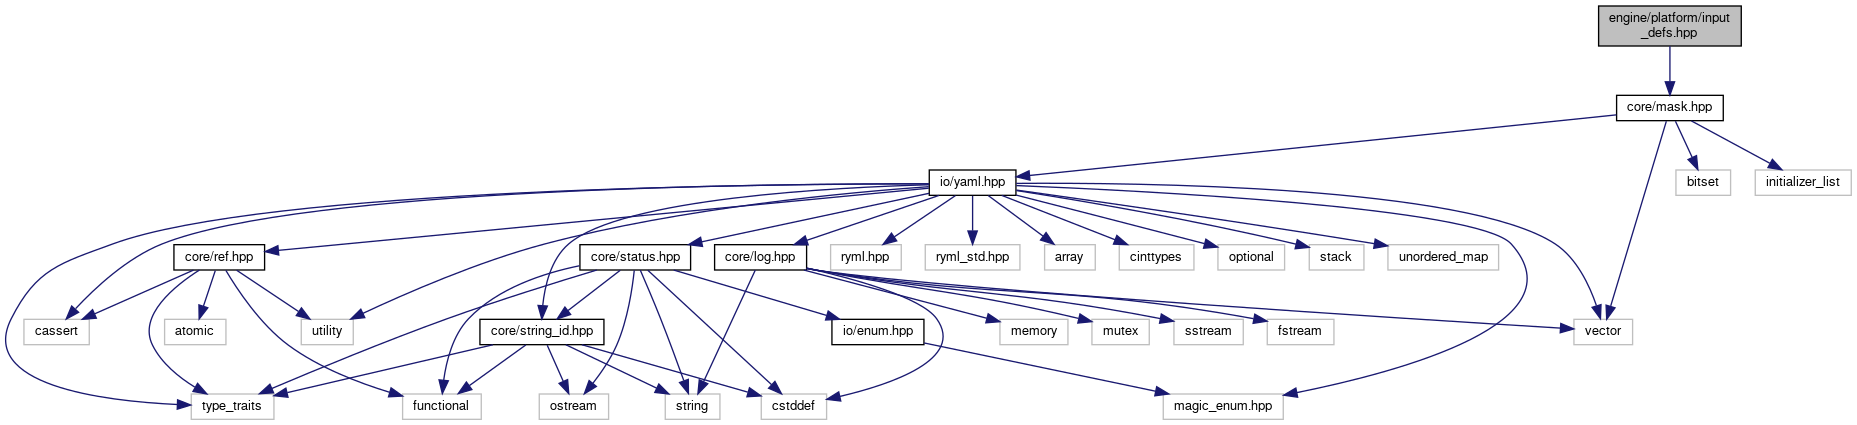 engine/platform/input
_defs.hpp
core/mask.hpp
io/yaml.hpp
bitset
initializer_list
core/ref.hpp
core/status.hpp
core/log.hpp
ryml.hpp
ryml_std.hpp
array
cinttypes
optional
stack
unordered_map
cassert
atomic
utility
core/string_id.hpp
io/enum.hpp
memory
mutex
sstream
fstream
vector
type_traits
functional
ostream
string
cstddef
magic_enum.hpp